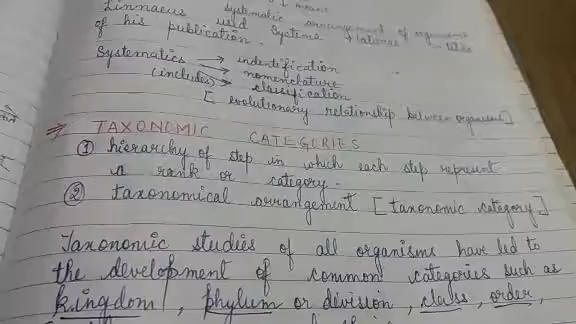 ↓ means
Linnaeus systematic arrangement of organisms
of his publication. used Systema Naturae - title
Systematics → indentification
(includes) → nomenclature
→ classification
[evolutionary relationship between organism]
⇒ TAXONOMIC CATEGORIES
① hierarchy of step in which each step represent
a rank or category.
② taxonomical arrangement [taxonomic category]
Taxonomic studies of all organisms have led to
the development of common categories such as
kingdom, phylum or division, class, order,